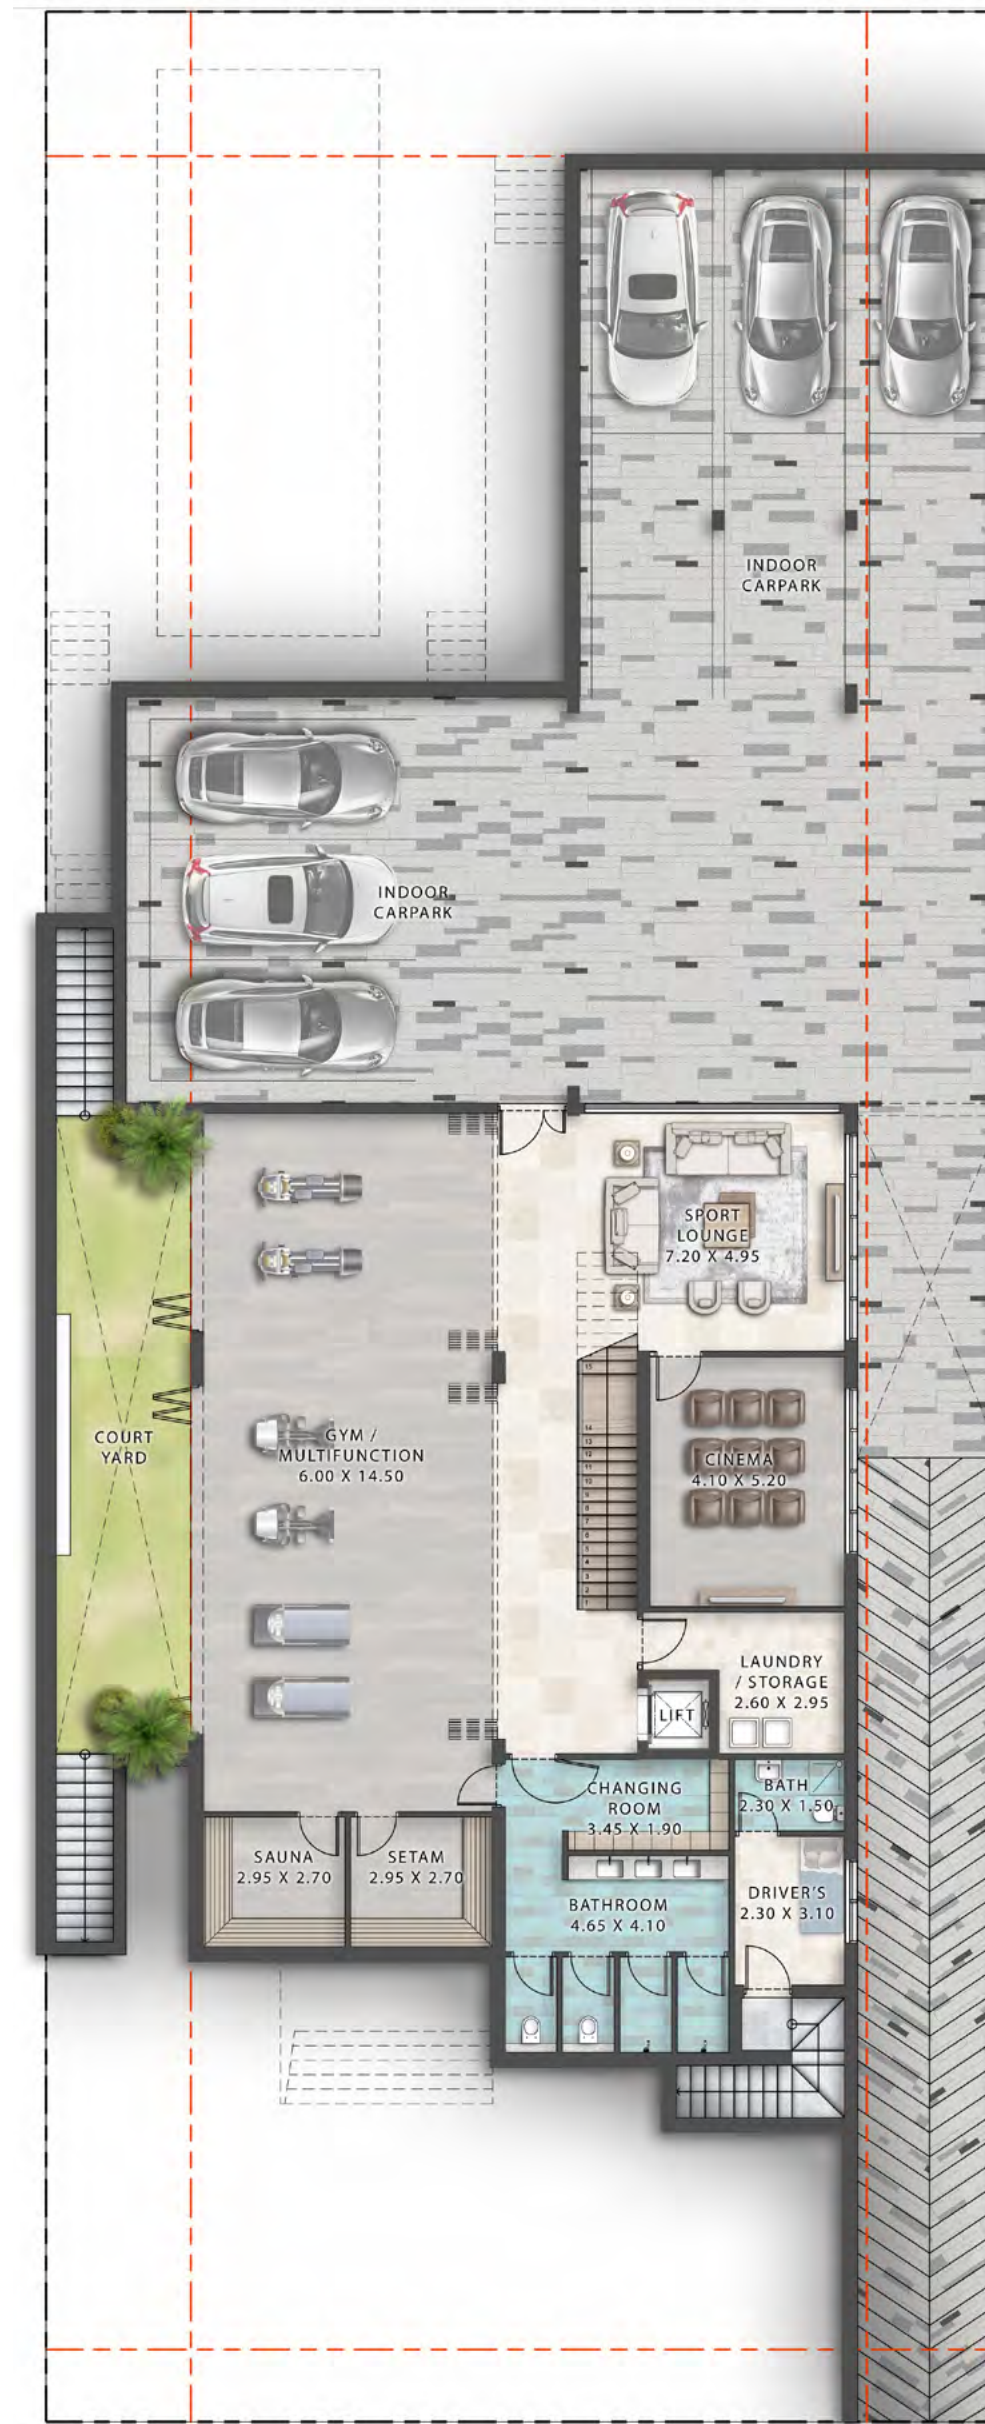 INDOOR
CARPARK
INDOOR
CARPARK
SPORT
LOUNGE
7.20 X 4.95
COURT
YARD
GYM /
MULTIFUNCTION
6.00 X 14.50
CINEMA
4.10 X 5.20
LAUNDRY
/ STORAGE
2.60 X 2.95
LIFT
CHANGING
ROOM
3.45 X 1.90
BATH
2.30 X 1.50
SAUNA
2.95 X 2.70
SETAM
2.95 X 2.70
BATHROOM
4.65 X 4.10
DRIVER'S
2.30 X 3.10